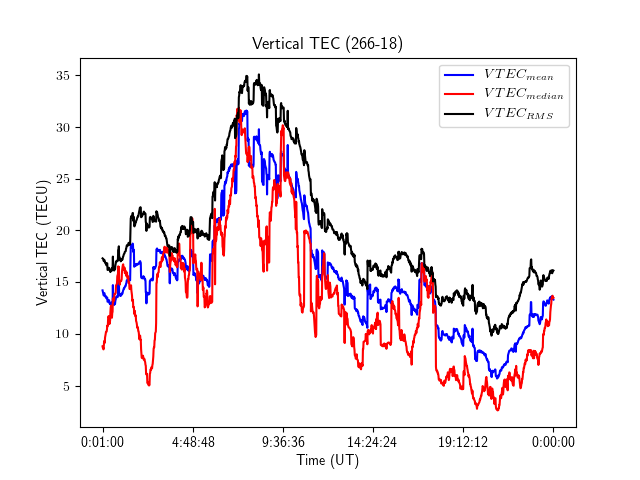 Vertical TEC (266-18)
VTEC_mean
VTEC_median
VTEC_RMS
Vertical TEC (TECU)
35
30
25
20
15
10
5
0:01:00 4:48:48 9:36:36 14:24:24 19:12:12 0:00:00
Time (UT)